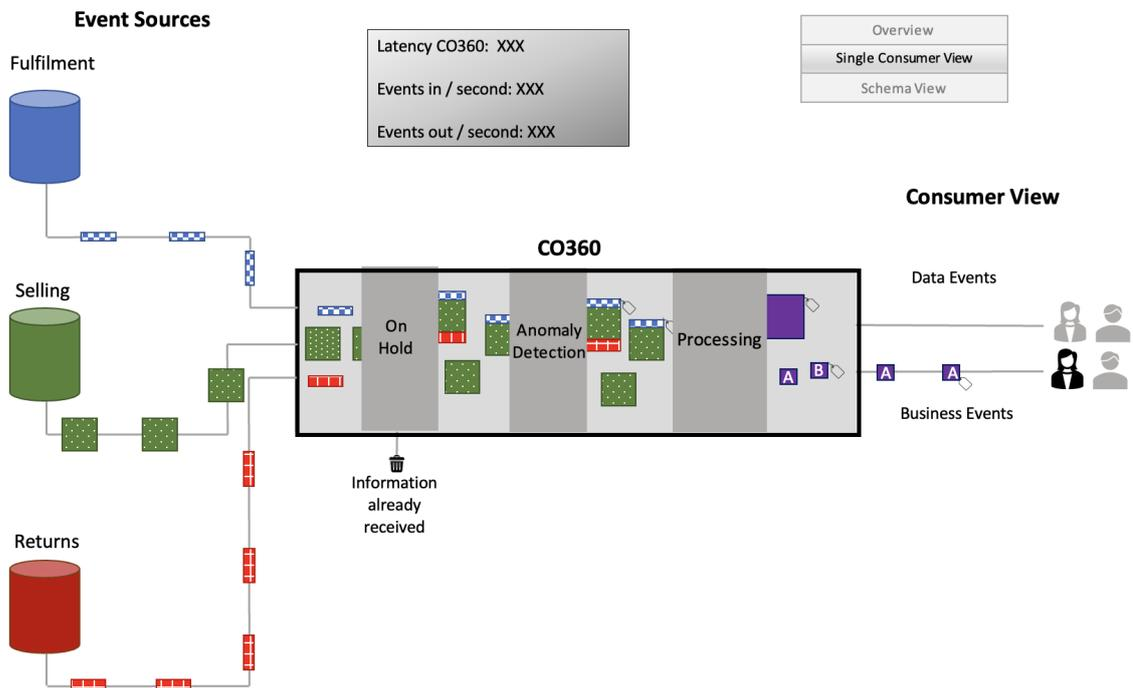 Event Sources
Latency CO360: XXX
Events in / second: XXX
Events out / second: XXX
Overview
Single Consumer View
Schema View
Fulfilment
Consumer View
CO360
Data Events
Selling
On
Hold
Anomaly
Detection
Processing
A
B
A
A
Business Events
Information
already
received
Returns